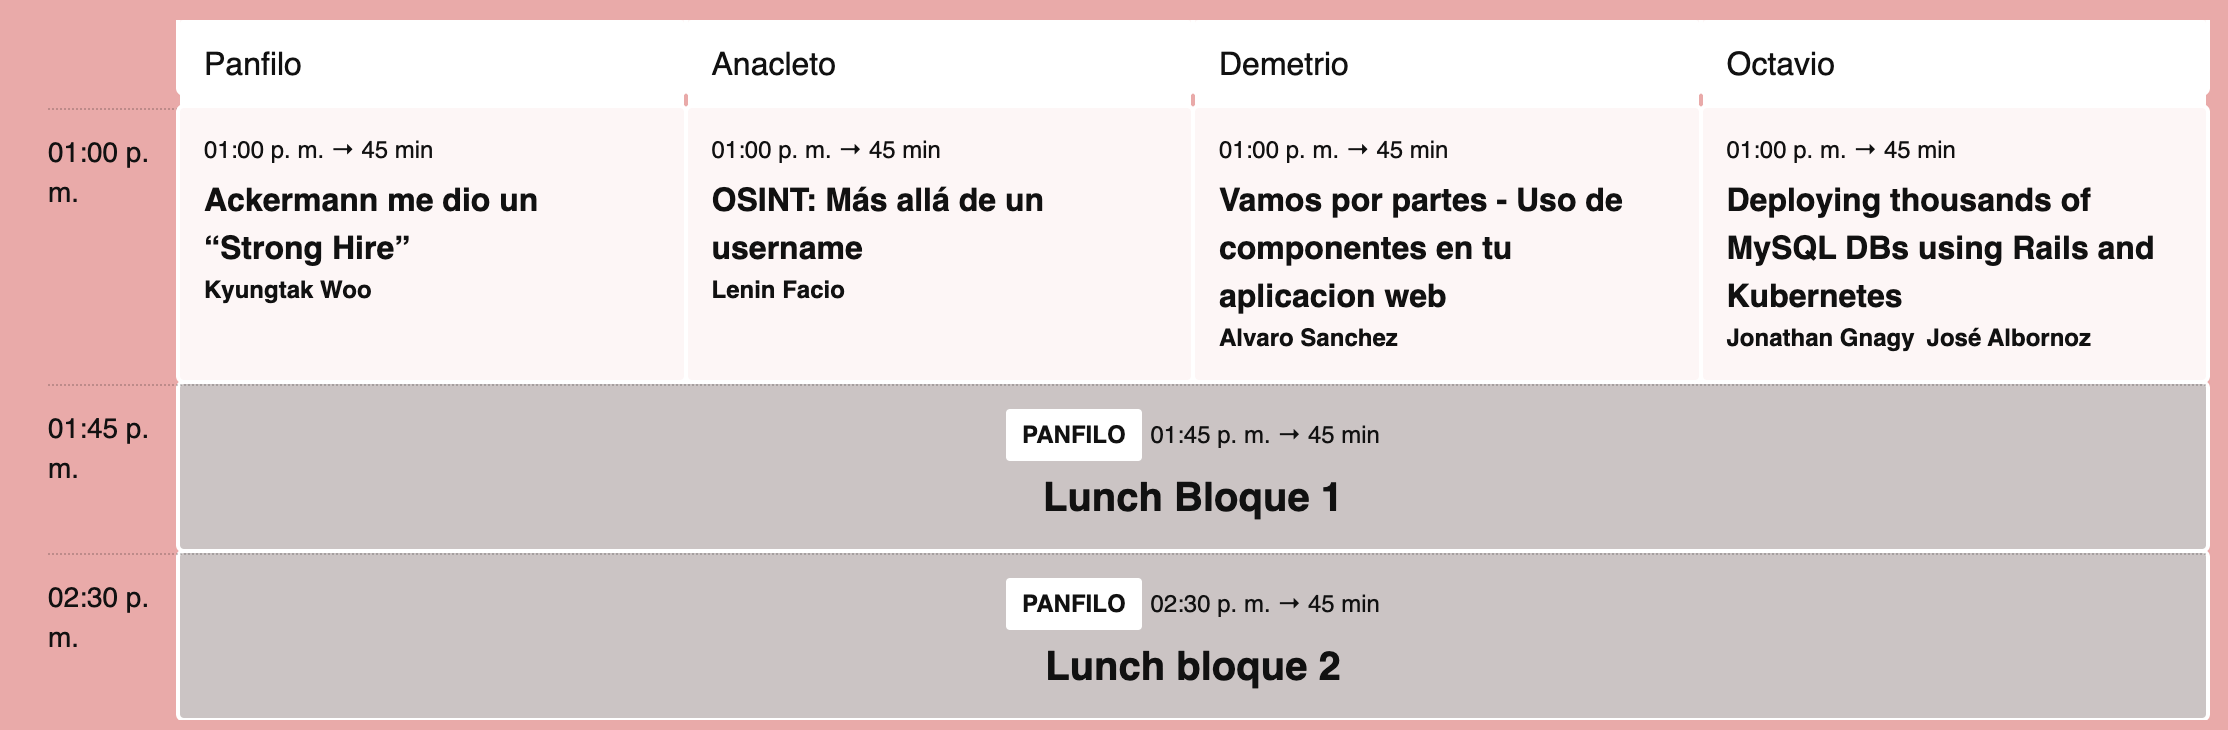 Panfilo
Anacleto
Demetrio
Octavio
01:00 p.
m.
01:00 p. m. → 45 min
Ackermann me dio un
“Strong Hire”
Kyungtak Woo
01:00 p. m. → 45 min
OSINT: Más allá de un
username
Lenin Facio
01:00 p. m. → 45 min
Vamos por partes - Uso de
componentes en tu
aplicacion web
Alvaro Sanchez
01:00 p. m. → 45 min
Deploying thousands of
MySQL DBs using Rails and
Kubernetes
Jonathan Gnagy José Albornoz
01:45 p.
m.
PANFILO 01:45 p. m. → 45 min
Lunch Bloque 1
02:30 p.
m.
PANFILO 02:30 p. m. → 45 min
Lunch bloque 2